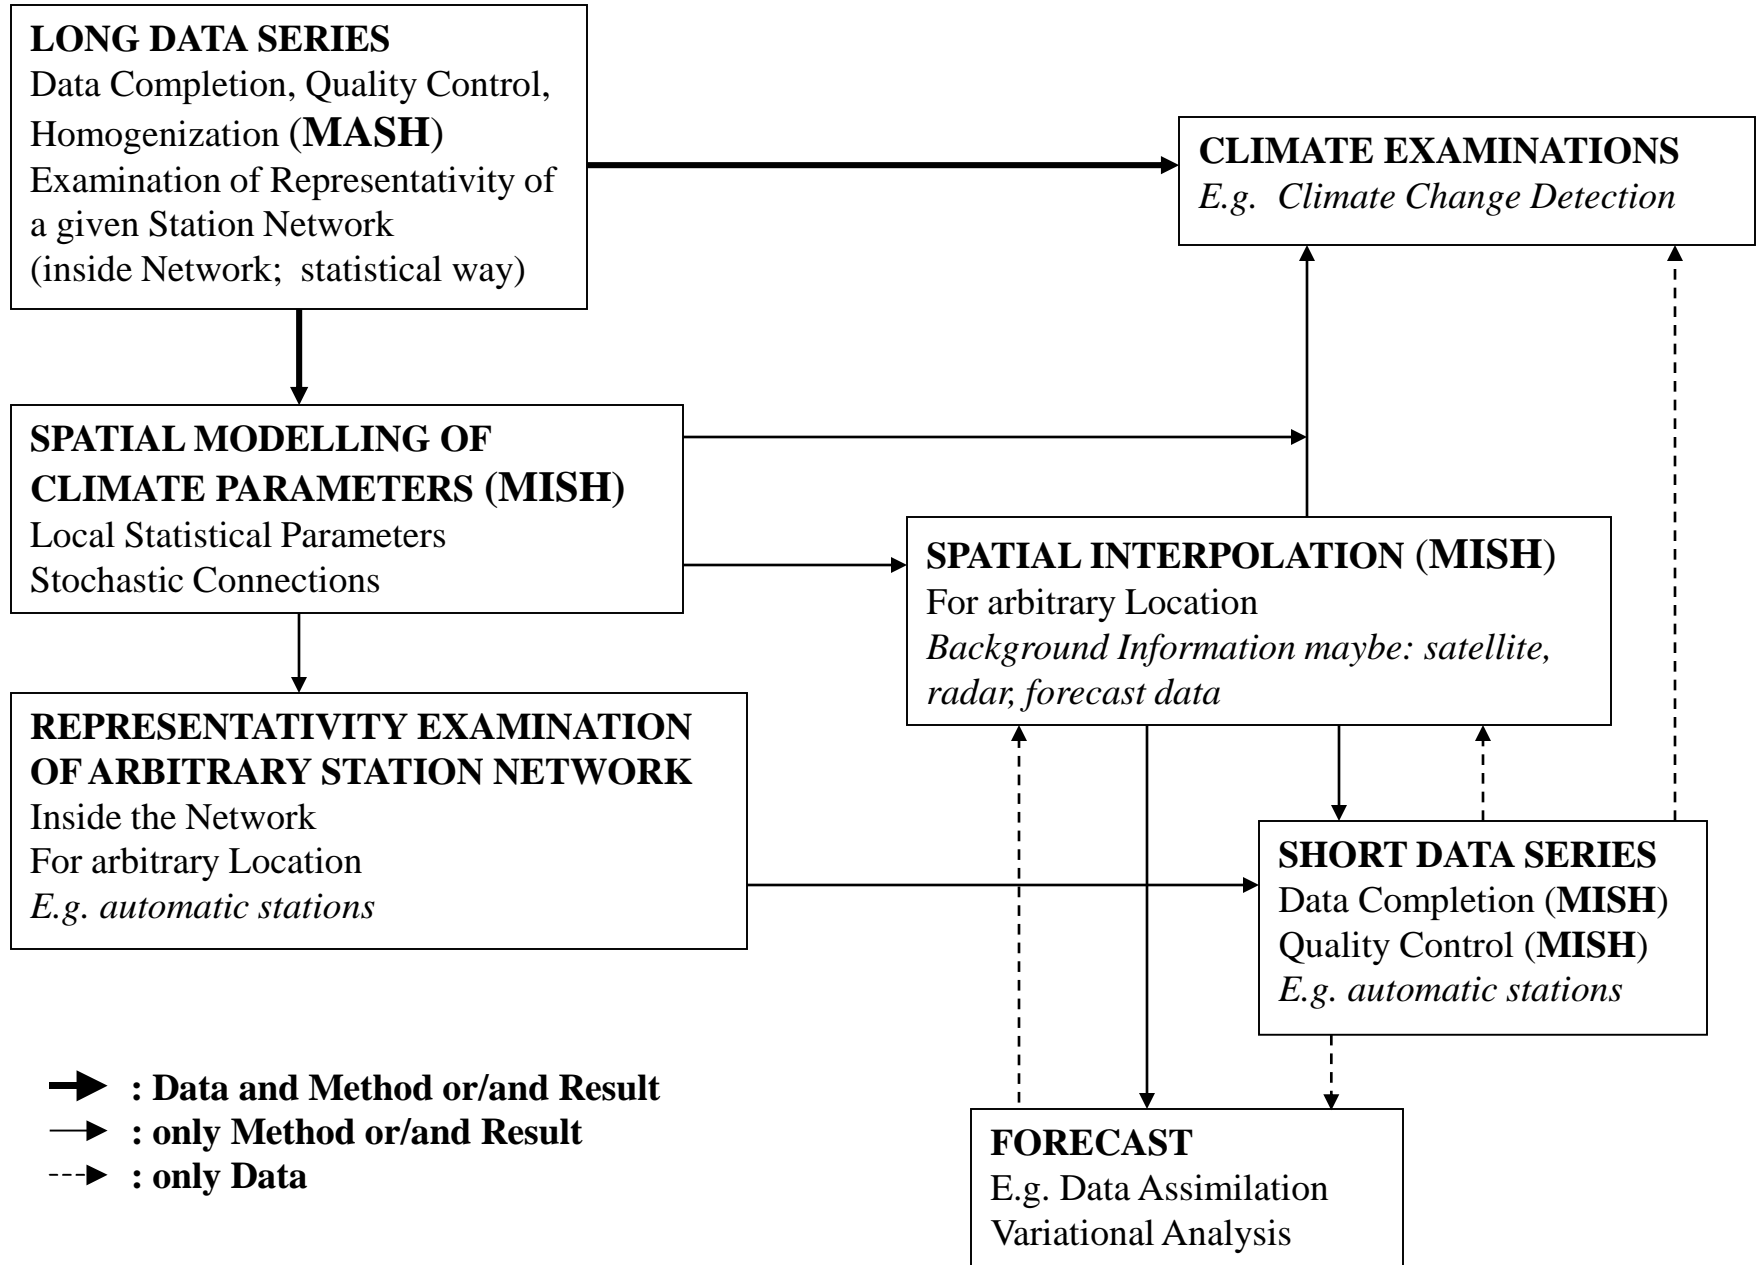 LONG DATA SERIES
Data Completion, Quality Control,
Homogenization (MASH)
Examination of Representativity of
a given Station Network
(inside Network; statistical way)
CLIMATE EXAMINATIONS
E.g. Climate Change Detection
SPATIAL MODELLING OF
CLIMATE PARAMETERS (MISH)
Local Statistical Parameters
Stochastic Connections
SPATIAL INTERPOLATION (MISH)
For arbitrary Location
Background Information maybe: satellite,
radar, forecast data
REPRESENTATIVITY EXAMINATION
OF ARBITRARY STATION NETWORK
Inside the Network
For arbitrary Location
E.g. automatic stations
SHORT DATA SERIES
Data Completion (MISH)
Quality Control (MISH)
E.g. automatic stations
: Data and Method or/and Result
: only Method or/and Result
: only Data
FORECAST
E.g. Data Assimilation
Variational Analysis